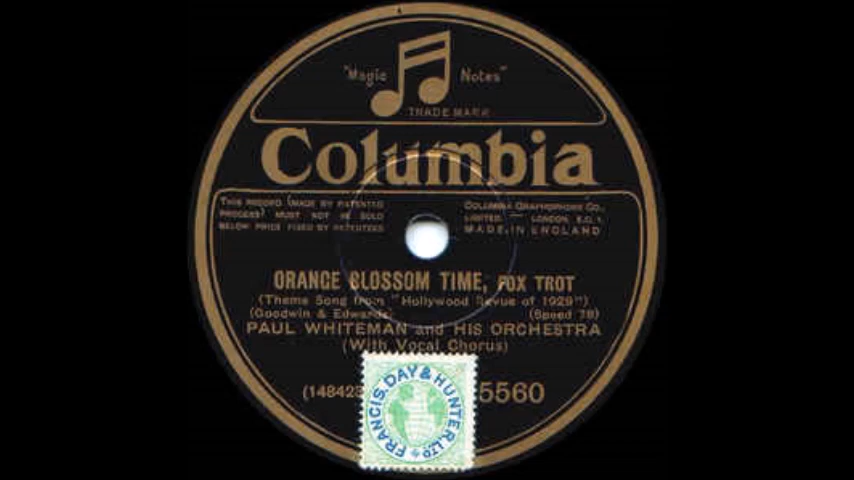 "Magic Notes"
TRADE MARK
Columbia
THIS RECORD (MADE BY PATENTED
PROCESS) MUST NOT BE SOLD
BELOW PRICE FIXED BY PATENTEES
COLUMBIA GRAPHOPHONE CO.,
LIMITED. — LONDON. E.C.1.
MADE IN ENGLAND
ORANGE BLOSSOM TIME, FOX TROT
(Theme Song from "Hollywood Revue of 1929")
(Goodwin & Edwards) (Speed 78)
PAUL WHITEMAN and HIS ORCHESTRA
(With Vocal Chorus)
(148423 5560
FRANCIS, DAY & HUNTER, LTD.